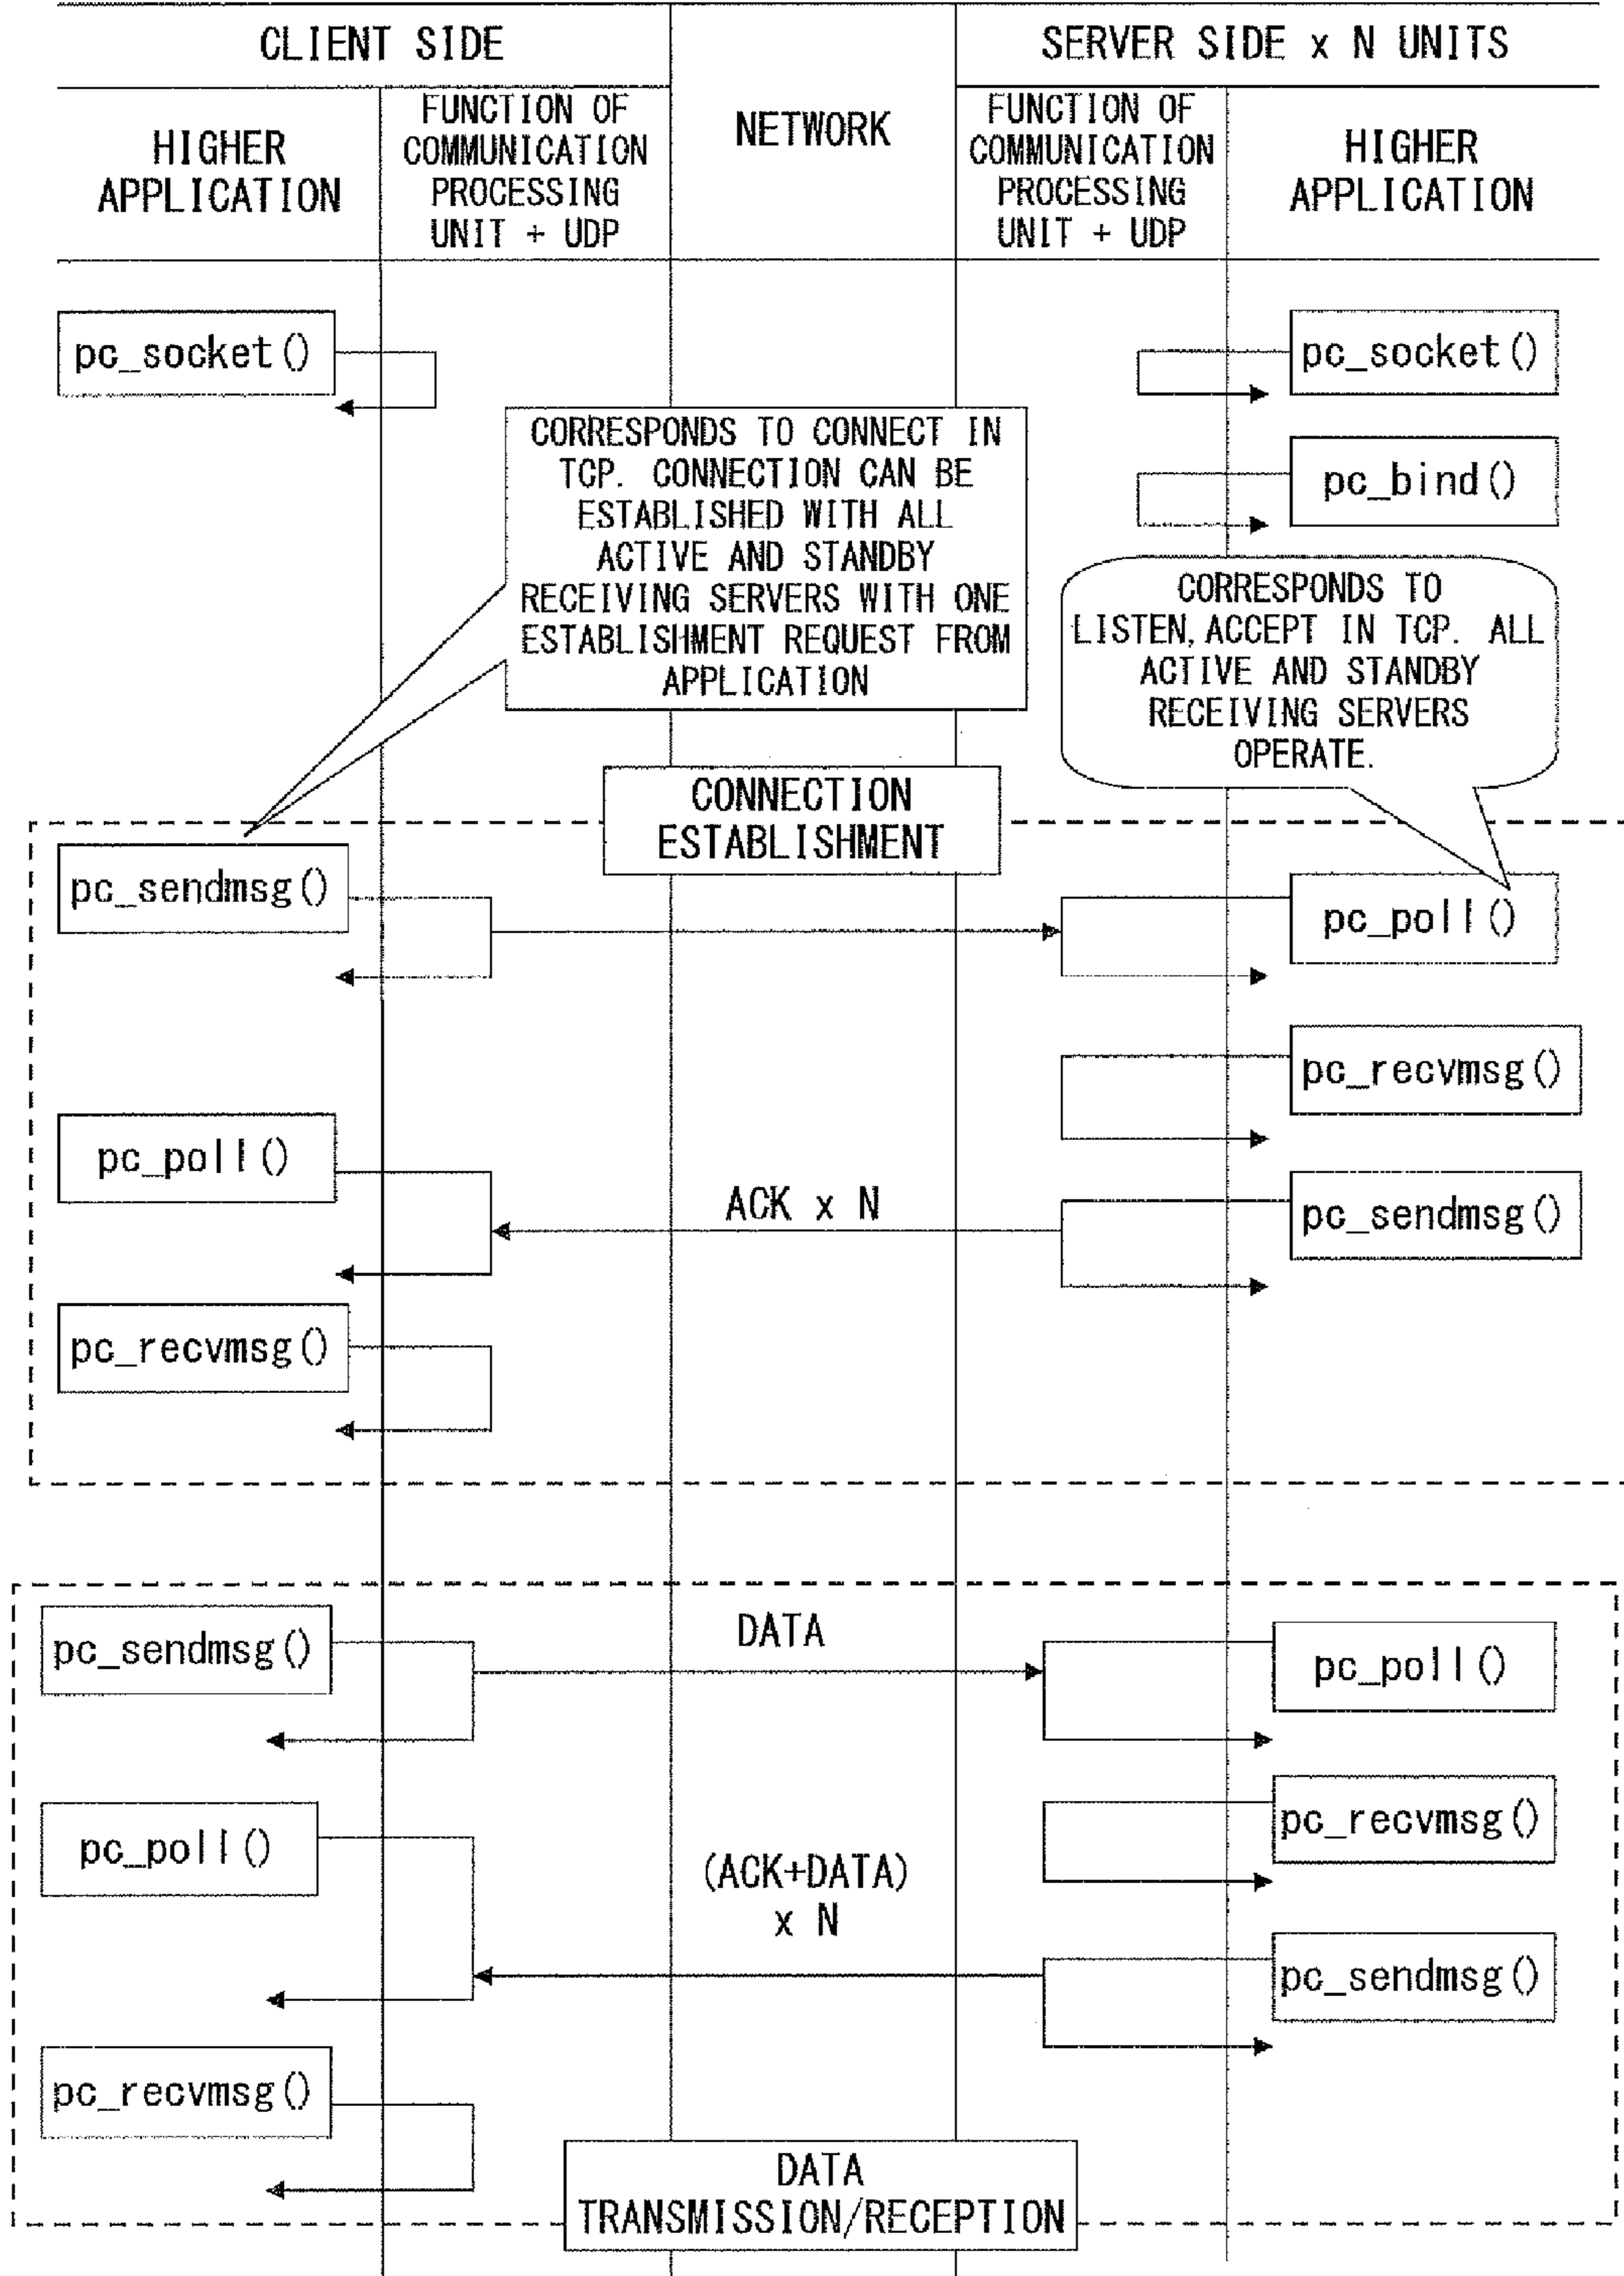 CLIENT SIDE
SERVER SIDE x N UNITS
HIGHER
APPLICATION
FUNCTION OF
COMMUNICATION
PROCESSING
UNIT + UDP
NETWORK
FUNCTION OF
COMMUNICATION
PROCESSING
UNIT + UDP
HIGHER
APPLICATION
pc_socket()
pc_socket()
CORRESPONDS TO CONNECT IN
TCP. CONNECTION CAN BE
ESTABLISHED WITH ALL
ACTIVE AND STANDBY
RECEIVING SERVERS WITH ONE
ESTABLISHMENT REQUEST FROM
APPLICATION
pc_bind()
CORRESPONDS TO
LISTEN, ACCEPT IN TCP. ALL
ACTIVE AND STANDBY
RECEIVING SERVERS
OPERATE.
CONNECTION
ESTABLISHMENT
pc_sendmsg()
pc_poll()
pc_recvmsg()
pc_poll()
ACK x N
pc_sendmsg()
pc_recvmsg()
pc_sendmsg()
DATA
pc_poll()
pc_recvmsg()
pc_poll()
(ACK+DATA)
x N
pc_sendmsg()
pc_recvmsg()
DATA
TRANSMISSION/RECEPTION